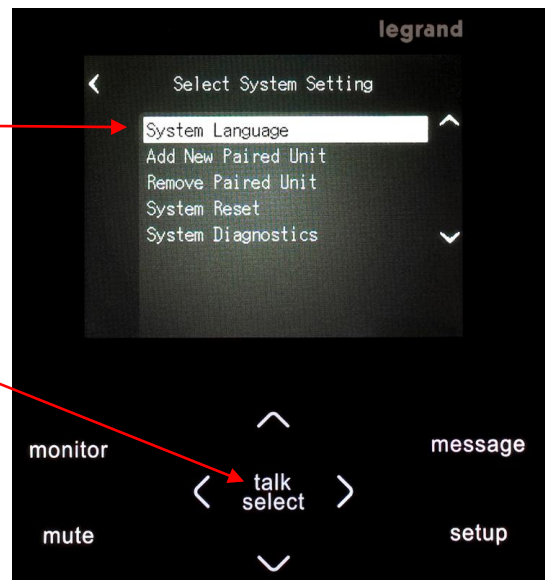 legrand
Select System Setting
System Language
Add New Paired Unit
Remove Paired Unit
System Reset
System Diagnostics
monitor
message
talk
select
mute
setup